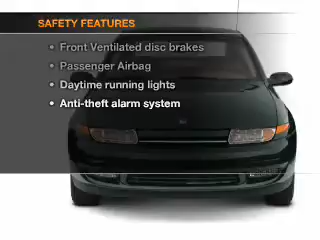 SAFETY FEATURES
• Front Ventilated disc brakes
• Passenger Airbag
• Daytime running lights
• Anti-theft alarm system